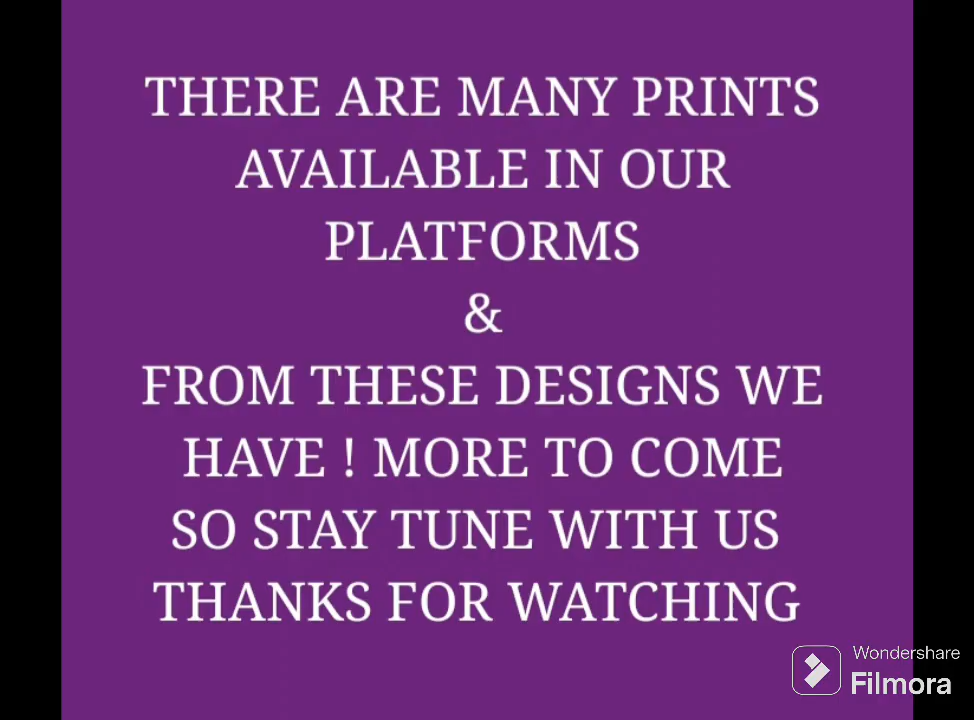 THERE ARE MANY PRINTS
AVAILABLE IN OUR
PLATFORMS
&
FROM THESE DESIGNS WE
HAVE ! MORE TO COME
SO STAY TUNE WITH US
THANKS FOR WATCHING
Wondershare
Filmora